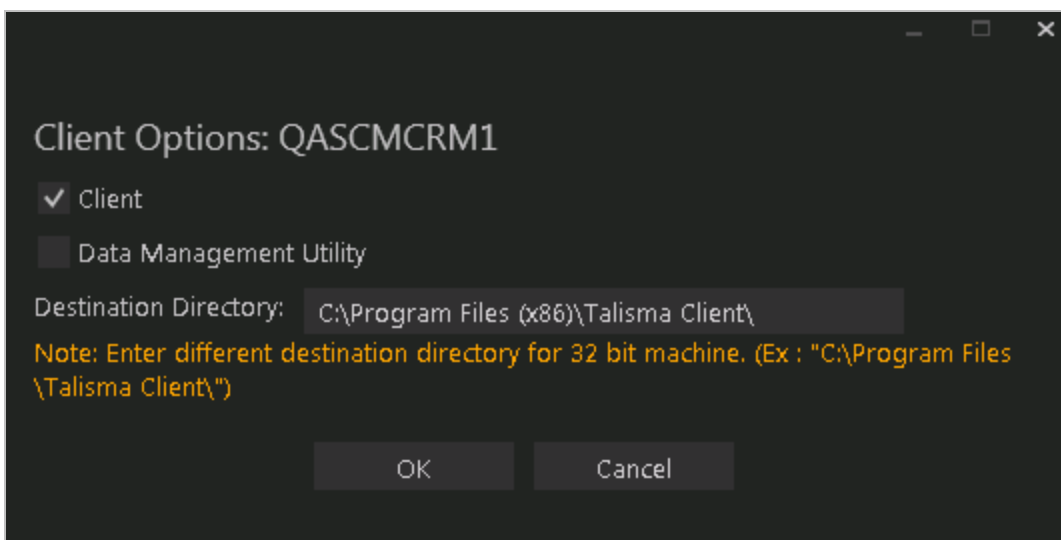 Client Options: QASCMCRM1
Client
Data Management Utility
Destination Directory: C:\Program Files (x86)\Talisma Client\
Note: Enter different destination directory for 32 bit machine. (Ex : "C:\Program Files
\Talisma Client\")
OK Cancel